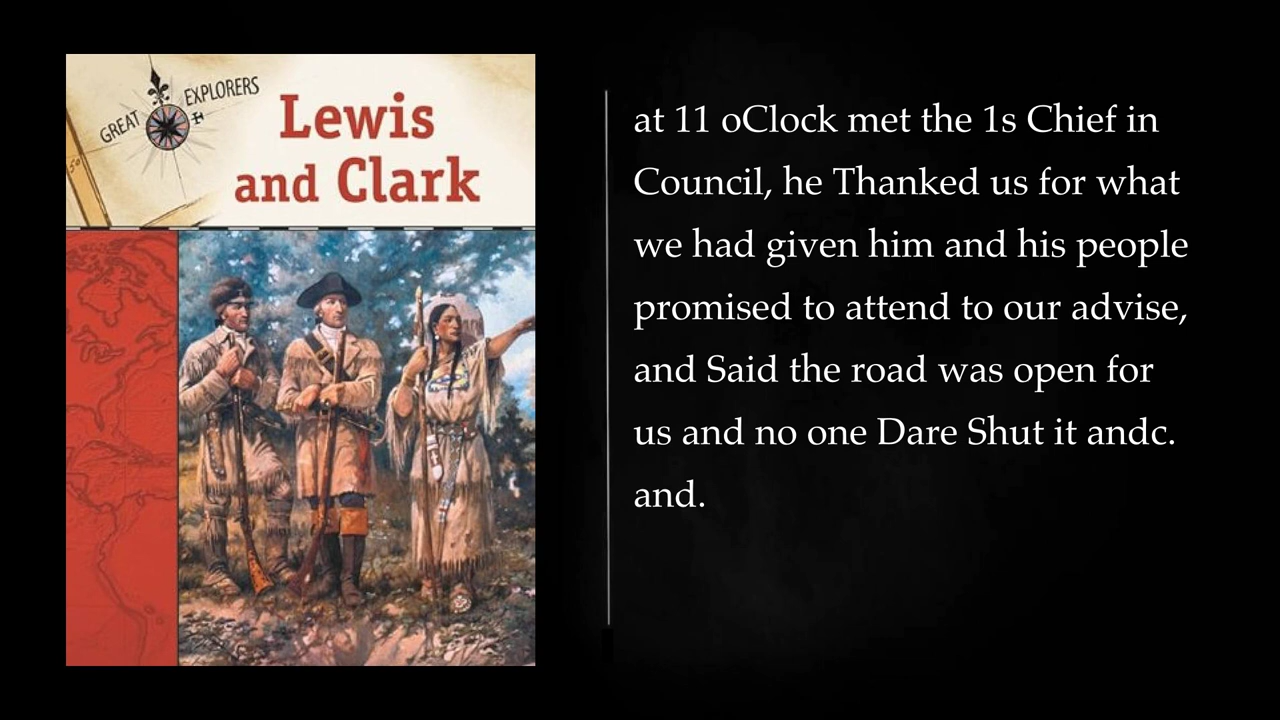 GREAT EXPLORERS
Lewis
and Clark
50
at 11 oClock met the 1s Chief in
Council, he Thanked us for what
we had given him and his people
promised to attend to our advise,
and Said the road was open for
us and no one Dare Shut it andc.
and.